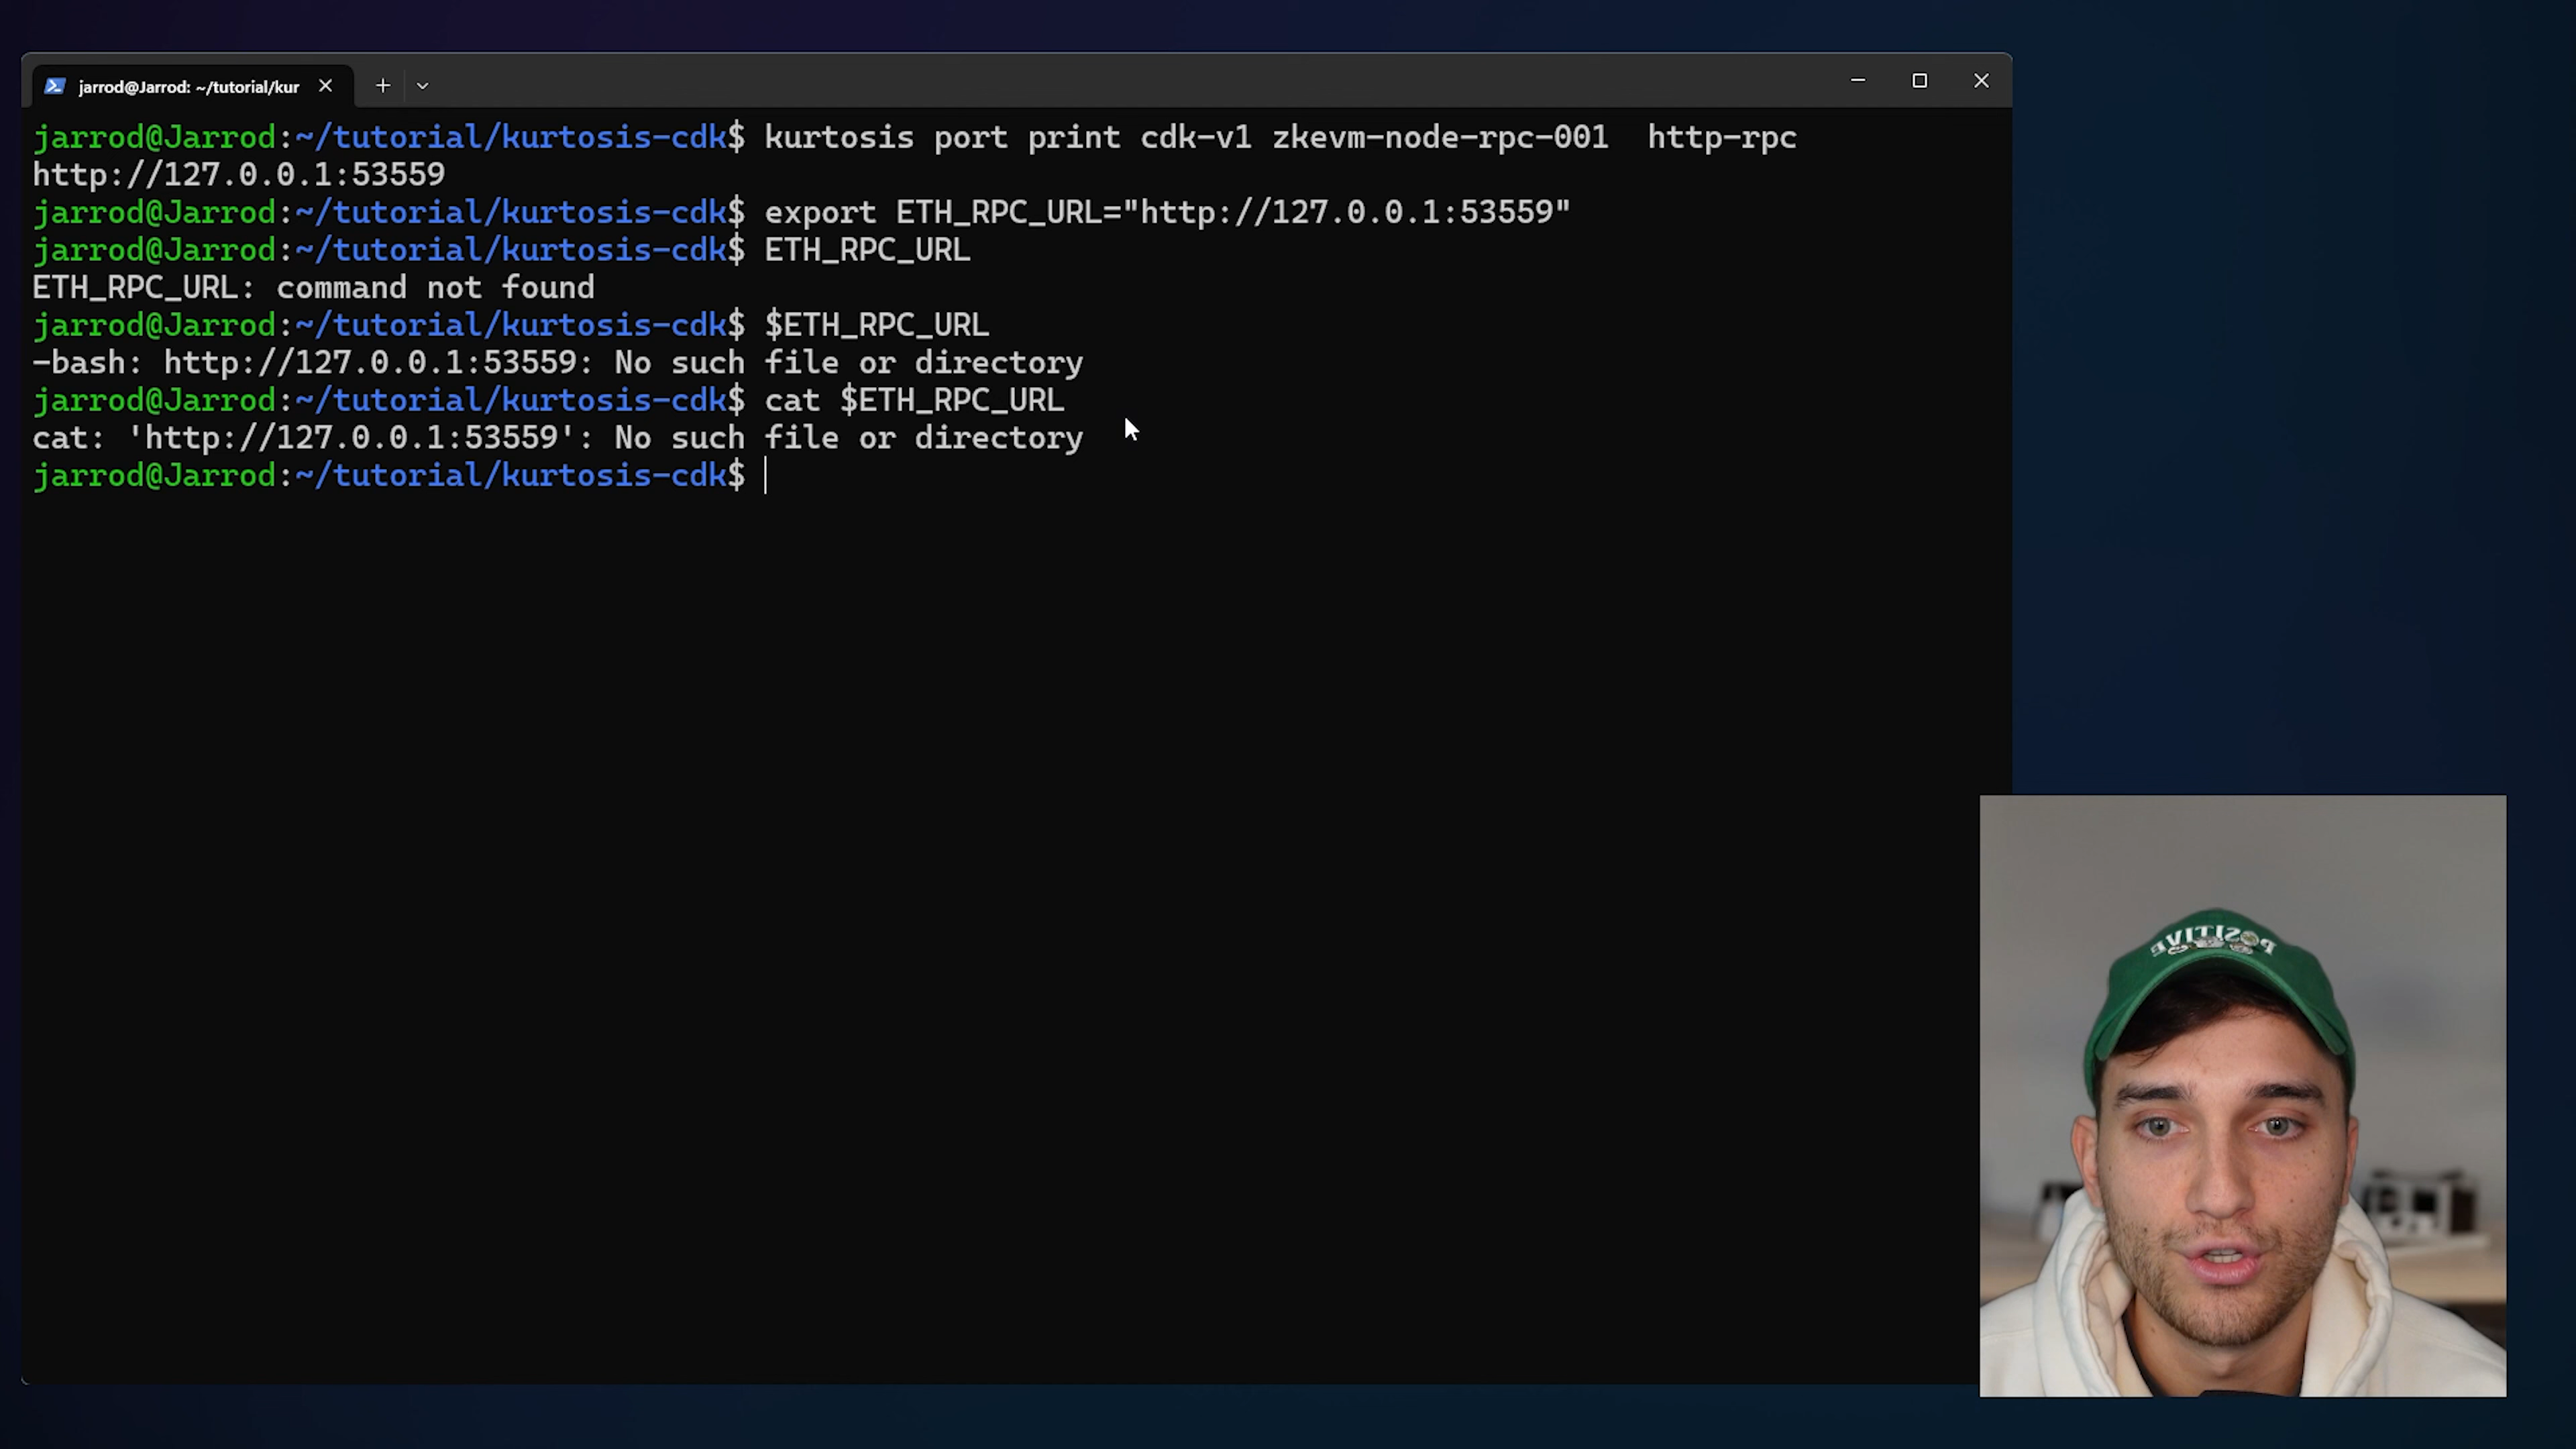 jarrod@Jarrod: ~/tutorial/kur
jarrod@Jarrod:~/tutorial/kurtosis-cdk$ kurtosis port print cdk-v1 zkevm-node-rpc-001  http-rpc
http://127.0.0.1:53559
jarrod@Jarrod:~/tutorial/kurtosis-cdk$ export ETH_RPC_URL="http://127.0.0.1:53559"
jarrod@Jarrod:~/tutorial/kurtosis-cdk$ ETH_RPC_URL
ETH_RPC_URL: command not found
jarrod@Jarrod:~/tutorial/kurtosis-cdk$ $ETH_RPC_URL
-bash: http://127.0.0.1:53559: No such file or directory
jarrod@Jarrod:~/tutorial/kurtosis-cdk$ cat $ETH_RPC_URL
cat: 'http://127.0.0.1:53559': No such file or directory
jarrod@Jarrod:~/tutorial/kurtosis-cdk$
POSITIVE